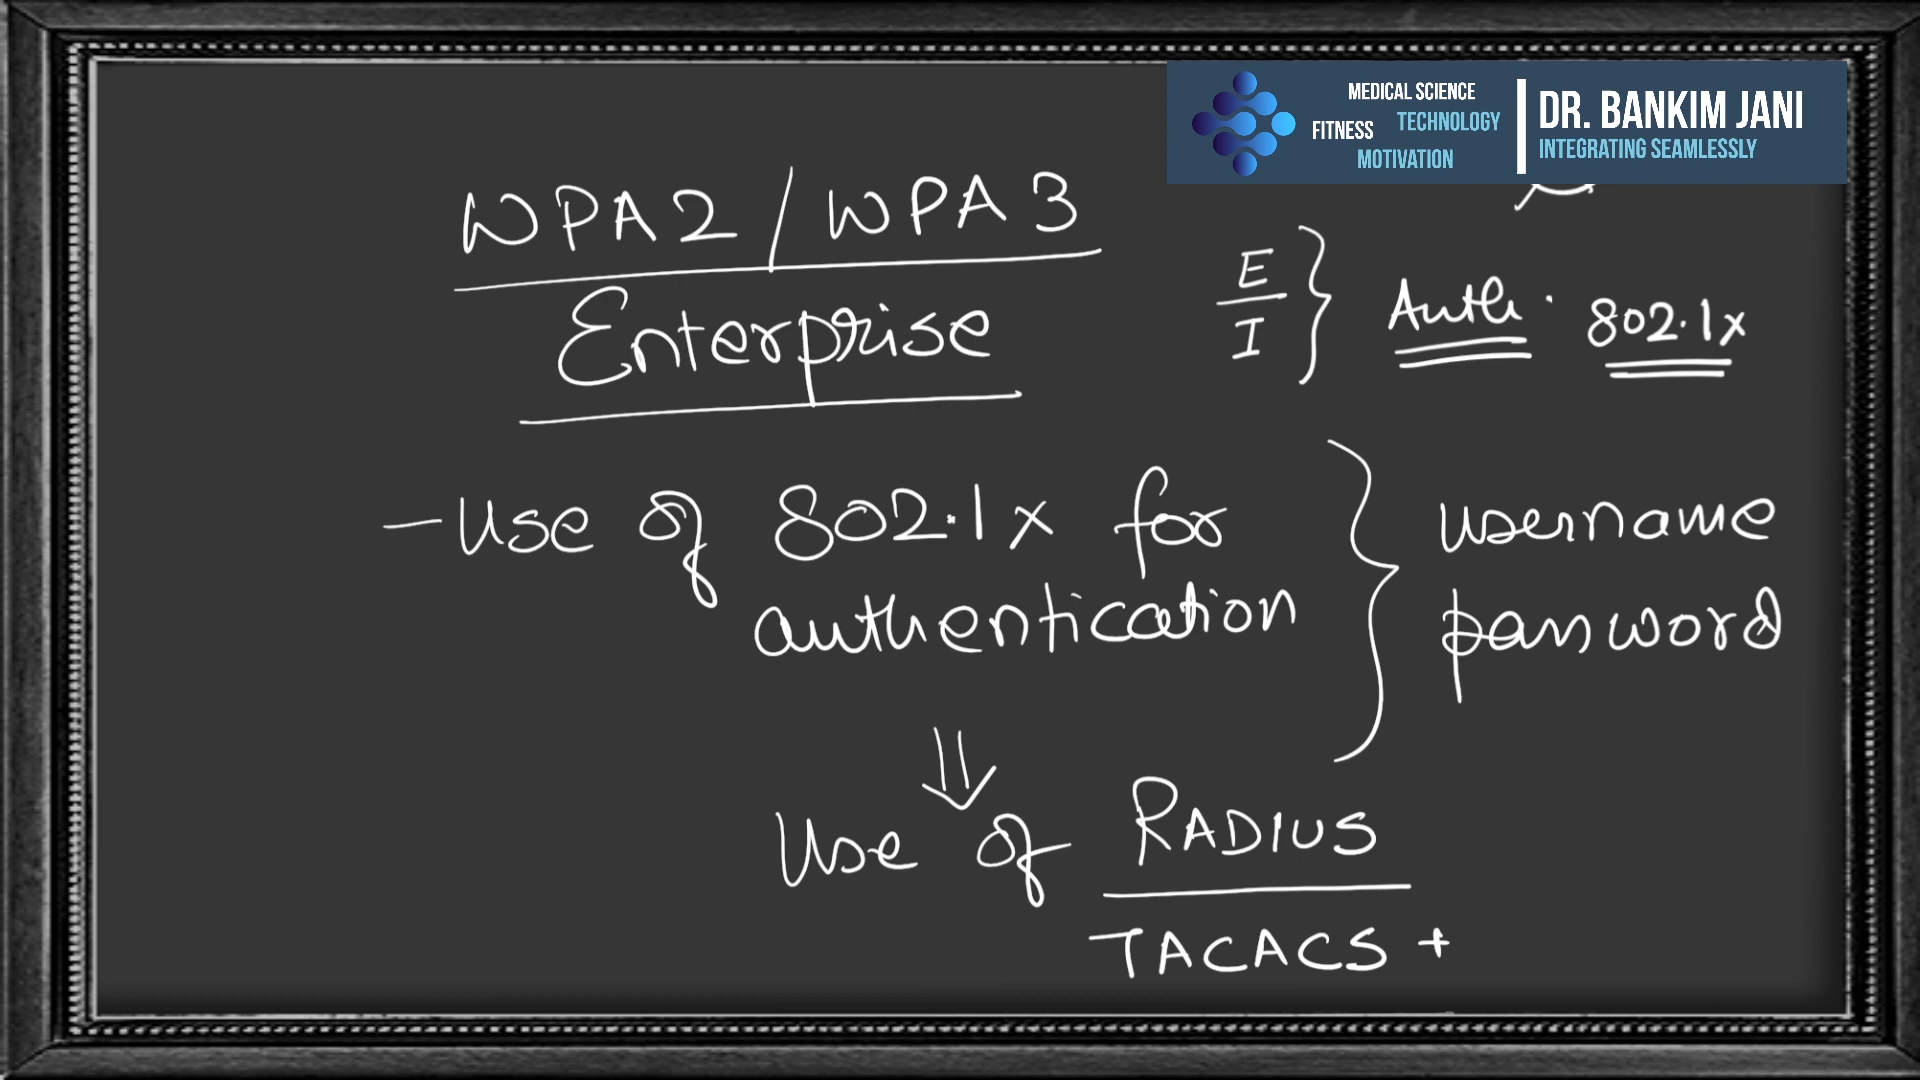 MEDICAL SCIENCE
FITNESS TECHNOLOGY
MOTIVATION
DR. BANKIM JANI
INTEGRATING SEAMLESSLY
WPA2 / WPA3
Enterprise
E
I
Auth. 802.1x
- Use of 802.1x for
authentication
username
password
Use of RADIUS
TACACS +